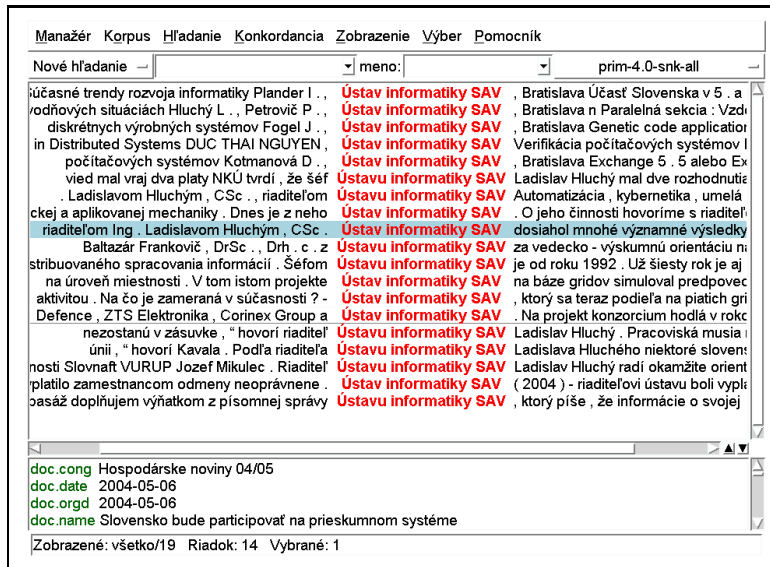 Manažér Korpus Hľadanie Konkordancia Zobrazenie Výber Pomocník
Nové hľadanie meno: prim-4.0-snk-all
účasné trendy rozvoja informatiky Plander I . , Ústav informatiky SAV , Bratislava Účasť Slovenska v 5 . a
vodňových situáciách Hluchý L . , Petrovič P . , Ústav informatiky SAV , Bratislava n Paralelná sekcia : Vzd
diskrétnych výrobných systémov Fogel J . , Ústav informatiky SAV , Bratislava Genetic code application
in Distributed Systems DUC THAI NGUYEN , Ústav informatiky SAV Verifikácia počítačových systémov
počítačových systémov Kotmanová D . , Ústav informatiky SAV , Bratislava Exchange 5 . 5 alebo Ex
vied mal vraj dva platy NKÚ tvrdí , že šéf Ústavu informatiky SAV Ladislav Hluchý mal dve rozhodnutia
. Ladislavom Hluchým , CSc . , riaditeľom Ústavu informatiky SAV Automatizácia , kybernetika , umelá
ckej a aplikovanej mechaniky . Dnes je z neho Ústav informatiky SAV . O jeho činnosti hovoríme s riaditeľ
riaditeľom Ing . Ladislavom Hluchým , CSc . Ústav informatiky SAV dosiahol mnohé významné výsledky
Baltazár Frankovič , DrSc . , Drh . c . z Ústavu informatiky SAV za vedecko - výskumnú orientáciu na
stribuovaného spracovania informácií . Šéfom Ústavu informatiky SAV je od roku 1992 . Už šiesty rok je aj
na úroveň miestnosti . V tom istom projekte Ústav informatiky SAV na báze gridov simuloval predpoved
aktivitou . Na čo je zameraná v súčasnosti ? - Ústav informatiky SAV , ktorý sa teraz podieľa na piatich gri
Defence , ZTS Elektronika , Corinex Group a Ústav informatiky SAV . Na projekt konzorcium hodlá v roko
nezostanú v zásuvke , “ hovorí riaditeľ Ústavu informatiky SAV Ladislav Hluchý . Pracoviská musia
únii , “ hovorí Kavala . Podľa riaditeľa Ústavu informatiky SAV Ladislava Hluchého niektoré slovens
nosti Slovnaft VURUP Jozef Mikulec . Riaditeľ Ústavu informatiky SAV Ladislav Hluchý radí okamžite orient
yplatilo zamestnancom odmeny neoprávnene . Ústav informatiky SAV ( 2004 ) - riaditeľovi ústavu boli vypla
pasáž doplňujem výňatkom z písomnej správy Ústavu informatiky SAV , ktorý píše , že informácie o svojej
doc.cong Hospodárske noviny 04/05
doc.date 2004-05-06
doc.orgd 2004-05-06
doc.name Slovensko bude participovať na prieskumnom systéme
Zobrazené: všetko/19 Riadok: 14 Vybrané: 1